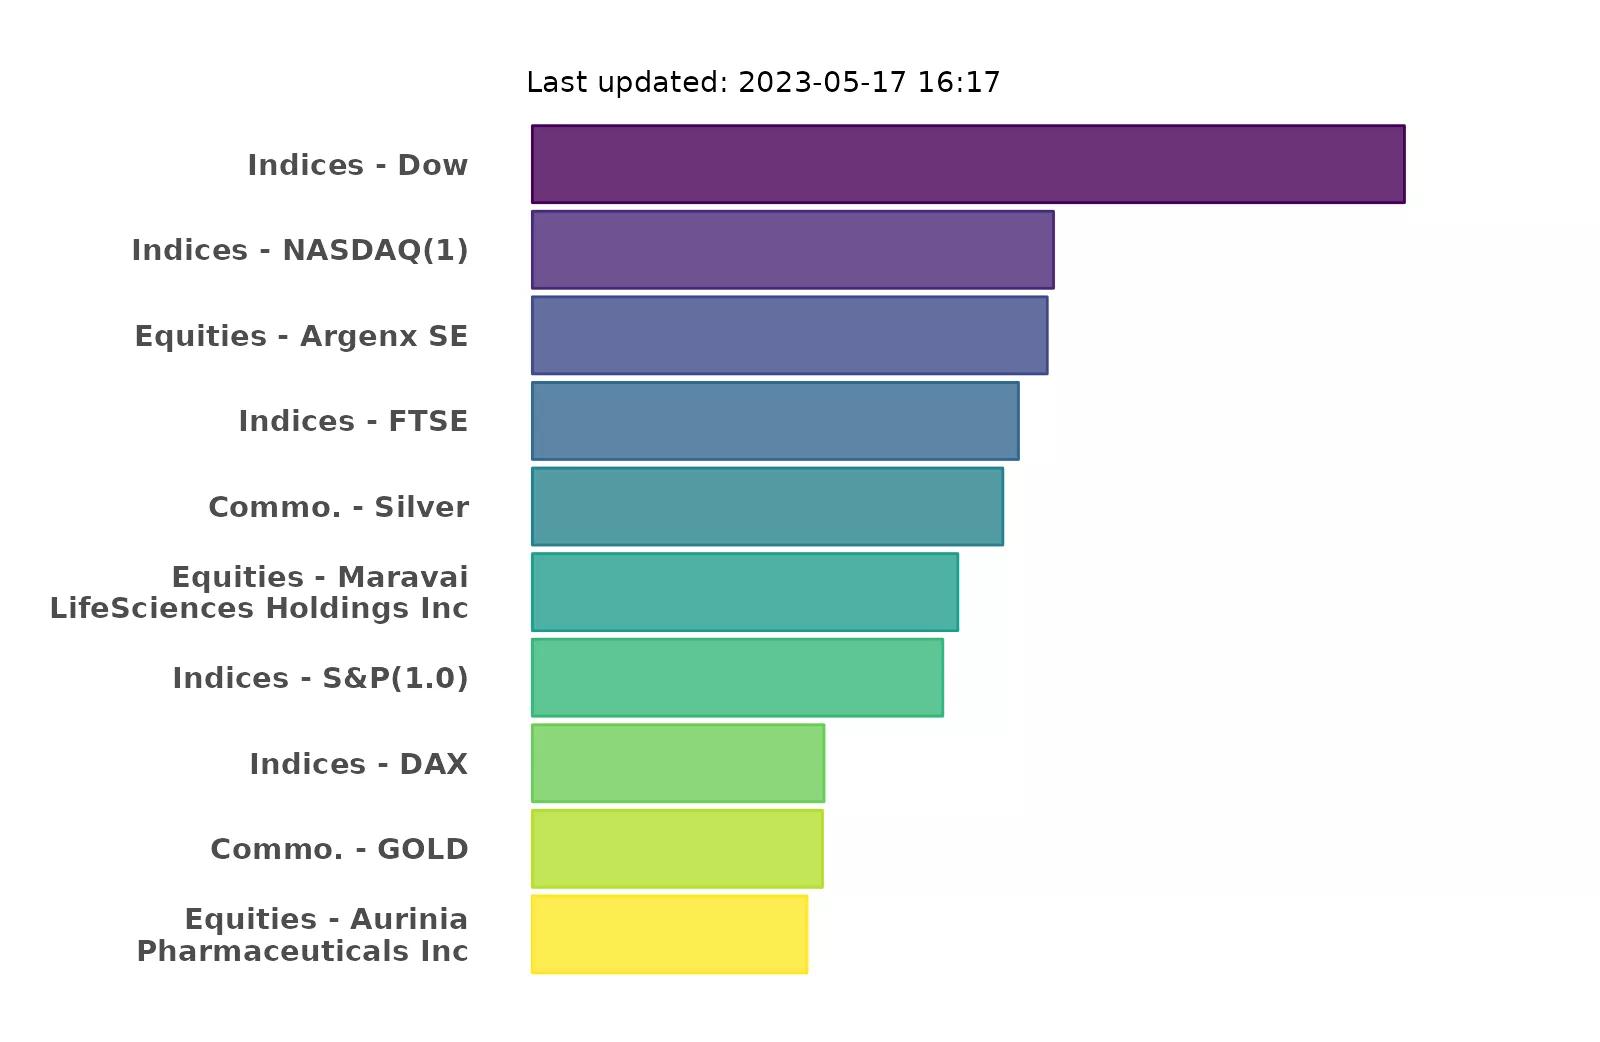 Last updated: 2023-05-17 16:17
Indices - Dow
Indices - NASDAQ(1)
Equities - Argenx SE
Indices - FTSE
Commo. - Silver
Equities - Maravai
LifeSciences Holdings Inc
Indices - S&P(1.0)
Indices - DAX
Commo. - GOLD
Equities - Aurinia
Pharmaceuticals Inc